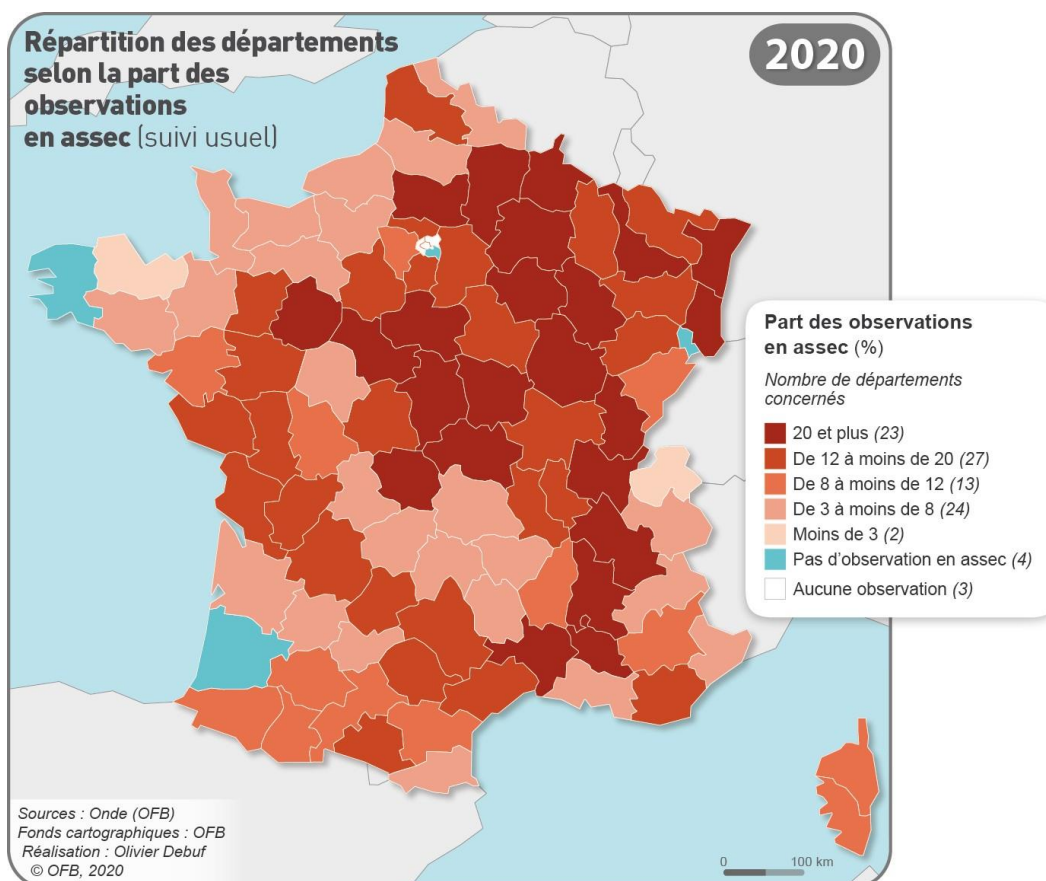 Répartition des départements
selon la part des
observations
en assec (suivi usuel)
2020
Part des observations
en assec (%)
Nombre de départements
concernés
20 et plus (23)
De 12 à moins de 20 (27)
De 8 à moins de 12 (13)
De 3 à moins de 8 (24)
Moins de 3 (2)
Pas d’observation en assec (4)
Aucune observation (3)
Sources : Onde (OFB)
Fonds cartographiques : OFB
Réalisation : Olivier Debuf
© OFB, 2020
0 100 km